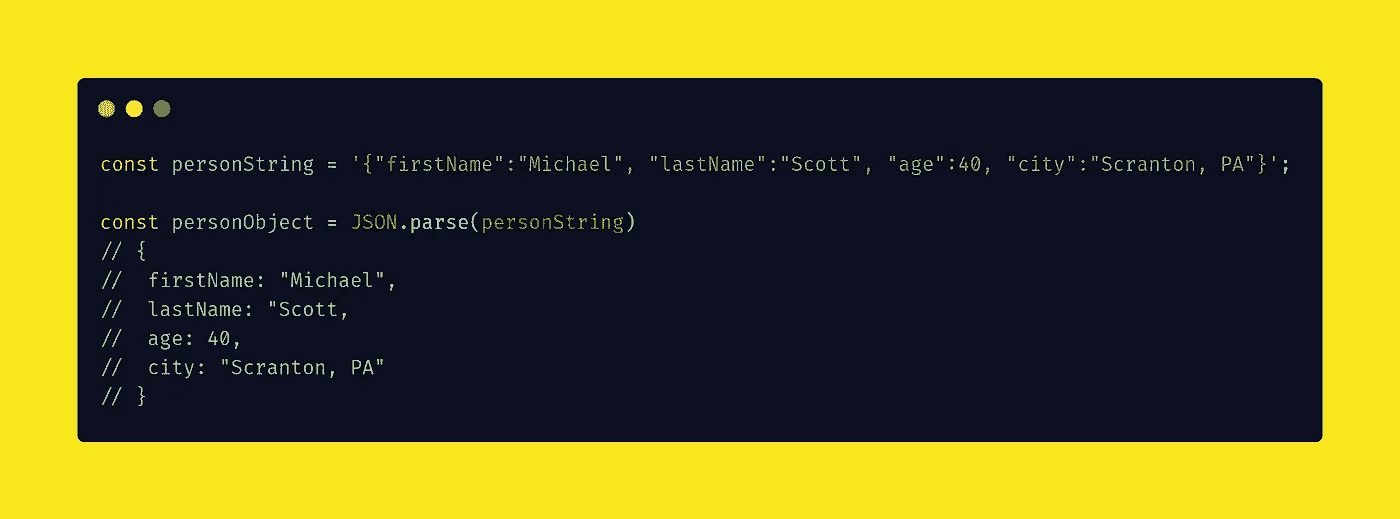 const personString = '{"firstName":"Michael", "lastName":"Scott", "age":40, "city":"Scranton, PA"}';
const personObject = JSON.parse(personString)
// {
//  firstName: "Michael",
//  lastName: "Scott,
//  age: 40,
//  city: "Scranton, PA"
// }